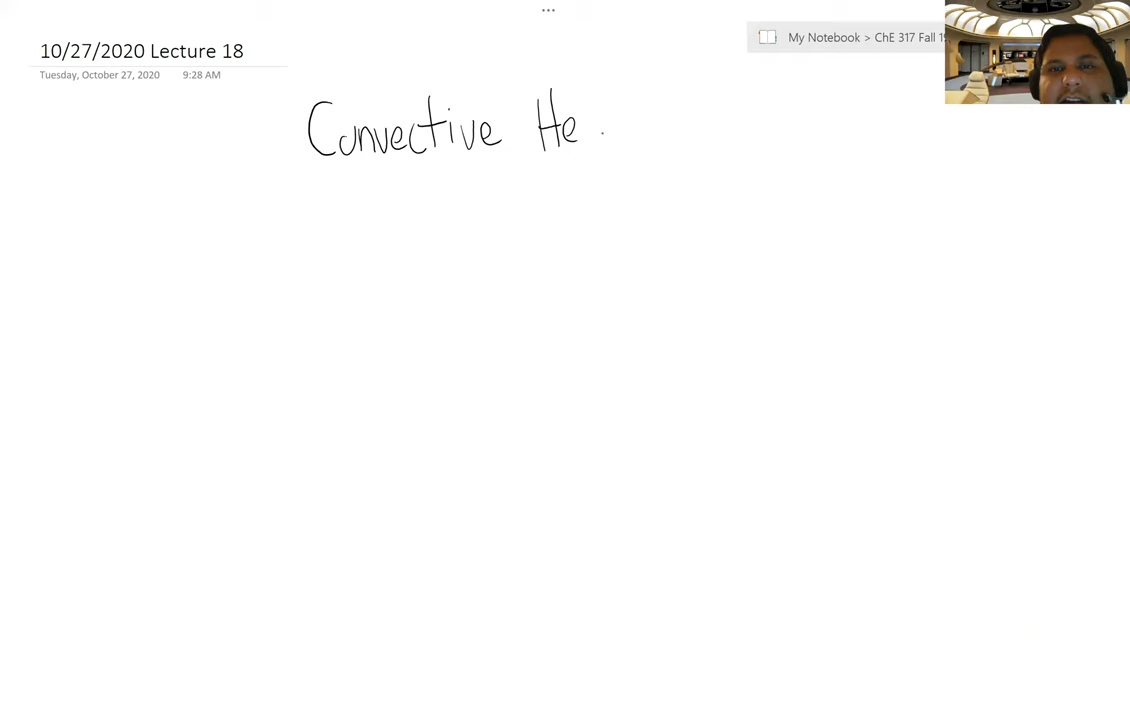 ...
10/27/2020 Lecture 18
My Notebook > ChE 317 Fall
Tuesday, October 27, 2020 9:28 AM
Convective He